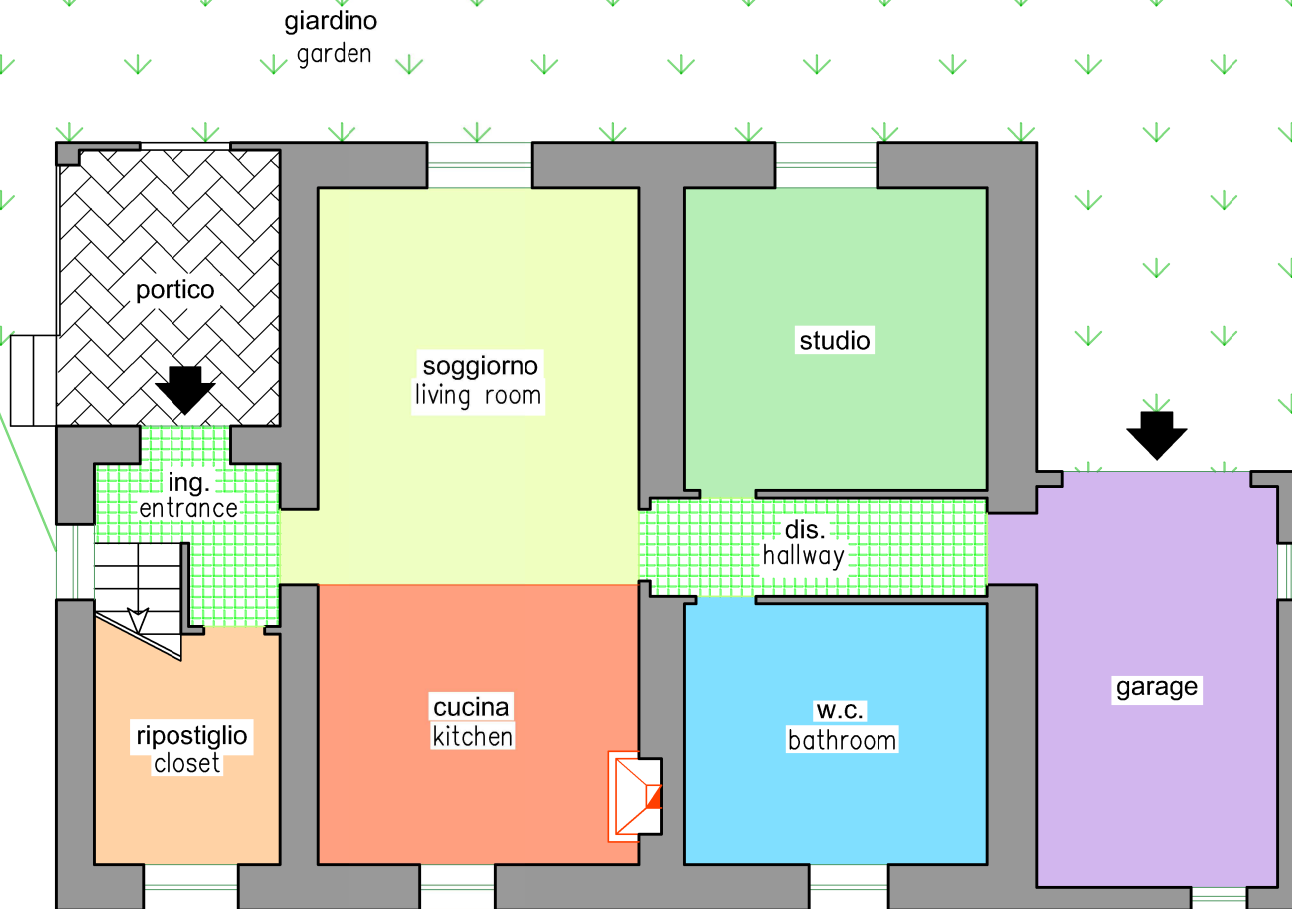 giardino
garden
portico
soggiorno
living room
studio
ing.
entrance
dis.
hallway
ripostiglio
closet
cucina
kitchen
w.c.
bathroom
garage